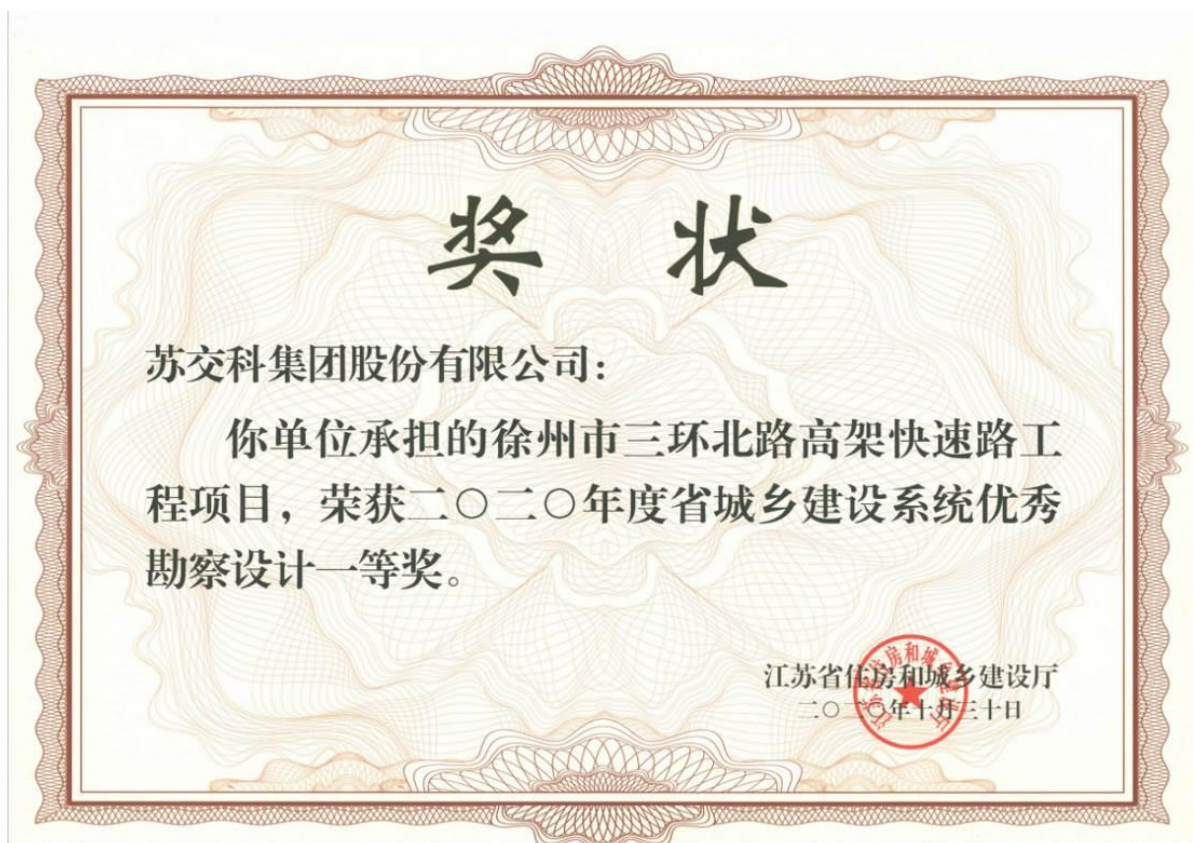 奖 状
苏交科集团股份有限公司：
你单位承担的徐州市三环北路高架快速路工
程项目，荣获二〇二〇年度省城乡建设系统优秀
勘察设计一等奖。
江苏省住房和城乡建设厅
二〇二〇年十月三十日